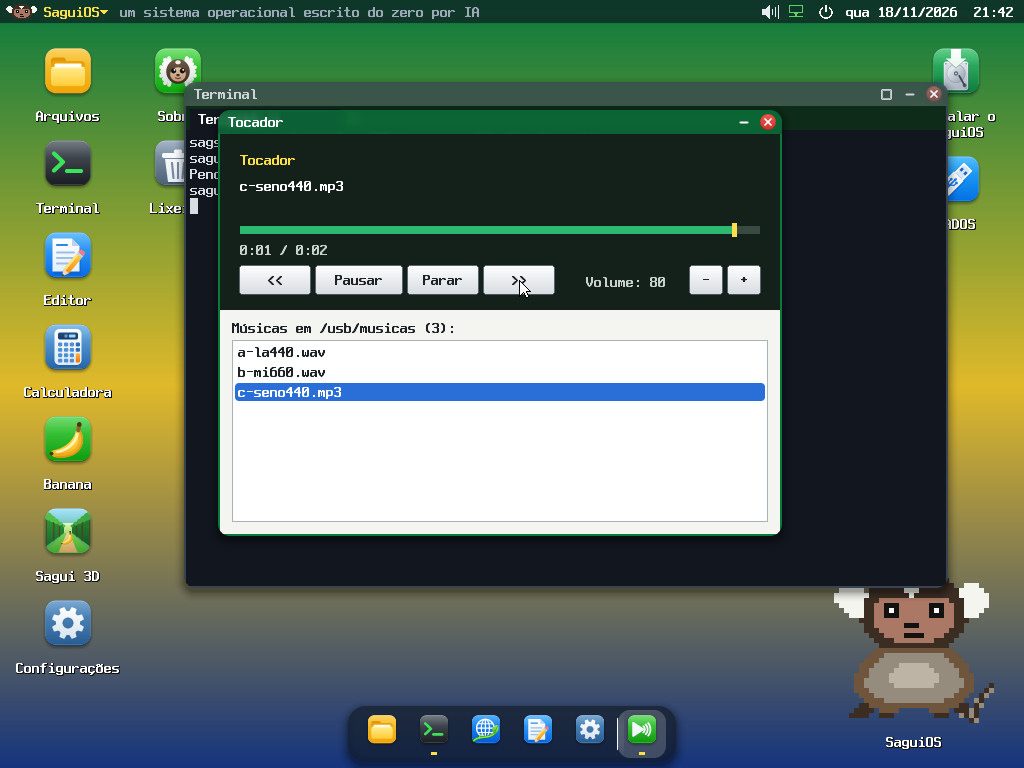 SaguiOS um sistema operacional escrito do zero por IA
qua 18/11/2026 21:42
Arquivos
Terminal
Editor
Calculadora
Banana
Sagui 3D
Configurações
Terminal
Tocador
Tocador
c-seno440.mp3
0:01 / 0:02
<< Pausar Parar >> Volume: 80 - +
Músicas em /usb/musicas (3):
a-la440.wav
b-mi660.wav
c-seno440.mp3
SaguiOS